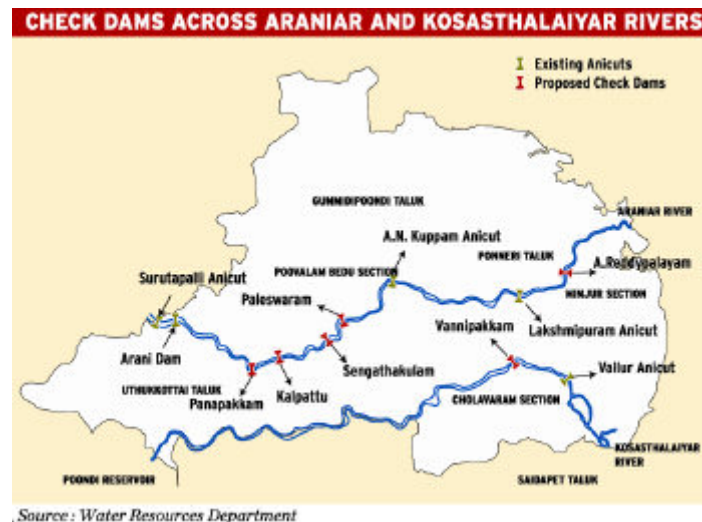 CHECK DAMS ACROSS ARANIAR AND KOSASTHALAIYAR RIVERS
Existing Anicuts
Proposed Check Dams
GUMMIDIPOONDI TALUK
ARANIAR RIVER
A.N. Kuppam Anicut
PONNERI TALUK
A.Reddypalayam
Surutapalli Anicut
POOVALAM BEDU SECTION
Paleswaram
MINJUR SECTION
Vannipakkam
Lakshmipuram Anicut
Arani Dam
Sengathakulam
Vallur Anicut
UTHUKKOTTAI TALUK
Kalpattu
Panapakkam
CHOLAVARAM SECTION
KOSASTHALAIYAR
RIVER
POONDI RESERVOIR
SAIDAPET TALUK
Source : Water Resources Department